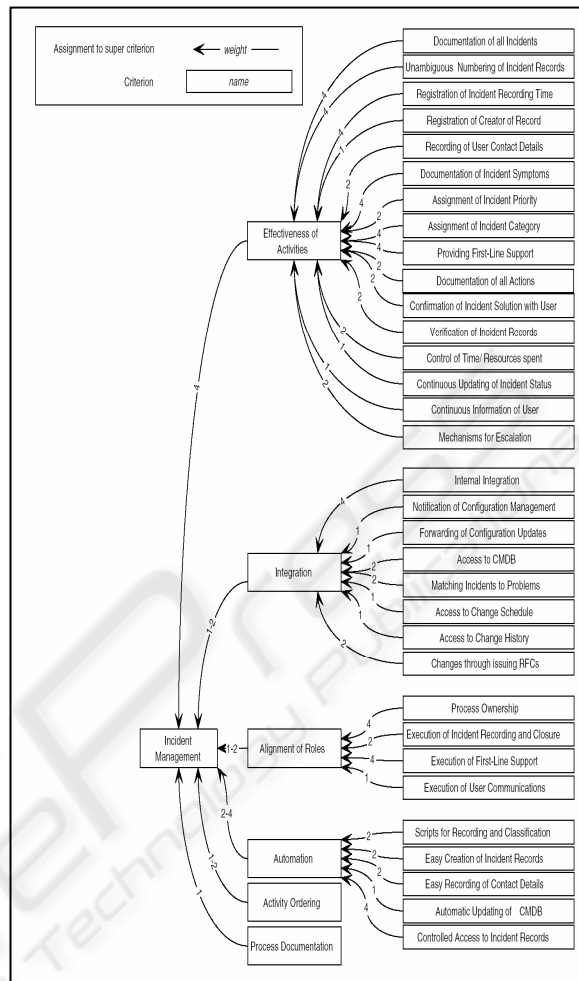 Assignment to super criterion
weight
Criterion
name
Documentation of all Incidents
Unambiguous Numbering of Incident Records
Registration of Incident Recording Time
Registration of Creator of Record
Recording of User Contact Details
Documentation of Incident Symptoms
Assignment of Incident Priority
Assignment of Incident Category
Providing First-Line Support
Documentation of all Actions
Confirmation of Incident Solution with User
Verification of Incident Records
Control of Time/ Resources spent
Continuous Updating of Incident Status
Continuous Information of User
Mechanisms for Escalation
4
4
4
1
2
4
2
4
4
2
2
2
2
1
1
2
Effectiveness of
Activities
4
Internal Integration
Notification of Configuration Management
Forwarding of Configuration Updates
Access to CMDB
Matching Incidents to Problems
Access to Change Schedule
Access to Change History
Changes through issuing RFCs
4
1
1
2
2
1
1
2
Integration
1-2
Process Ownership
Execution of Incident Recording and Closure
Execution of First-Line Support
Execution of User Communications
4
2
4
1
Incident
Management
1-2
Alignment of Roles
Scripts for Recording and Classification
Easy Creation of Incident Records
Easy Recording of Contact Details
Automatic Updating of CMDB
Controlled Access to Incident Records
2
2
2
1
4
2-4
Automation
1-2
Activity Ordering
1
Process Documentation
Technology Publications